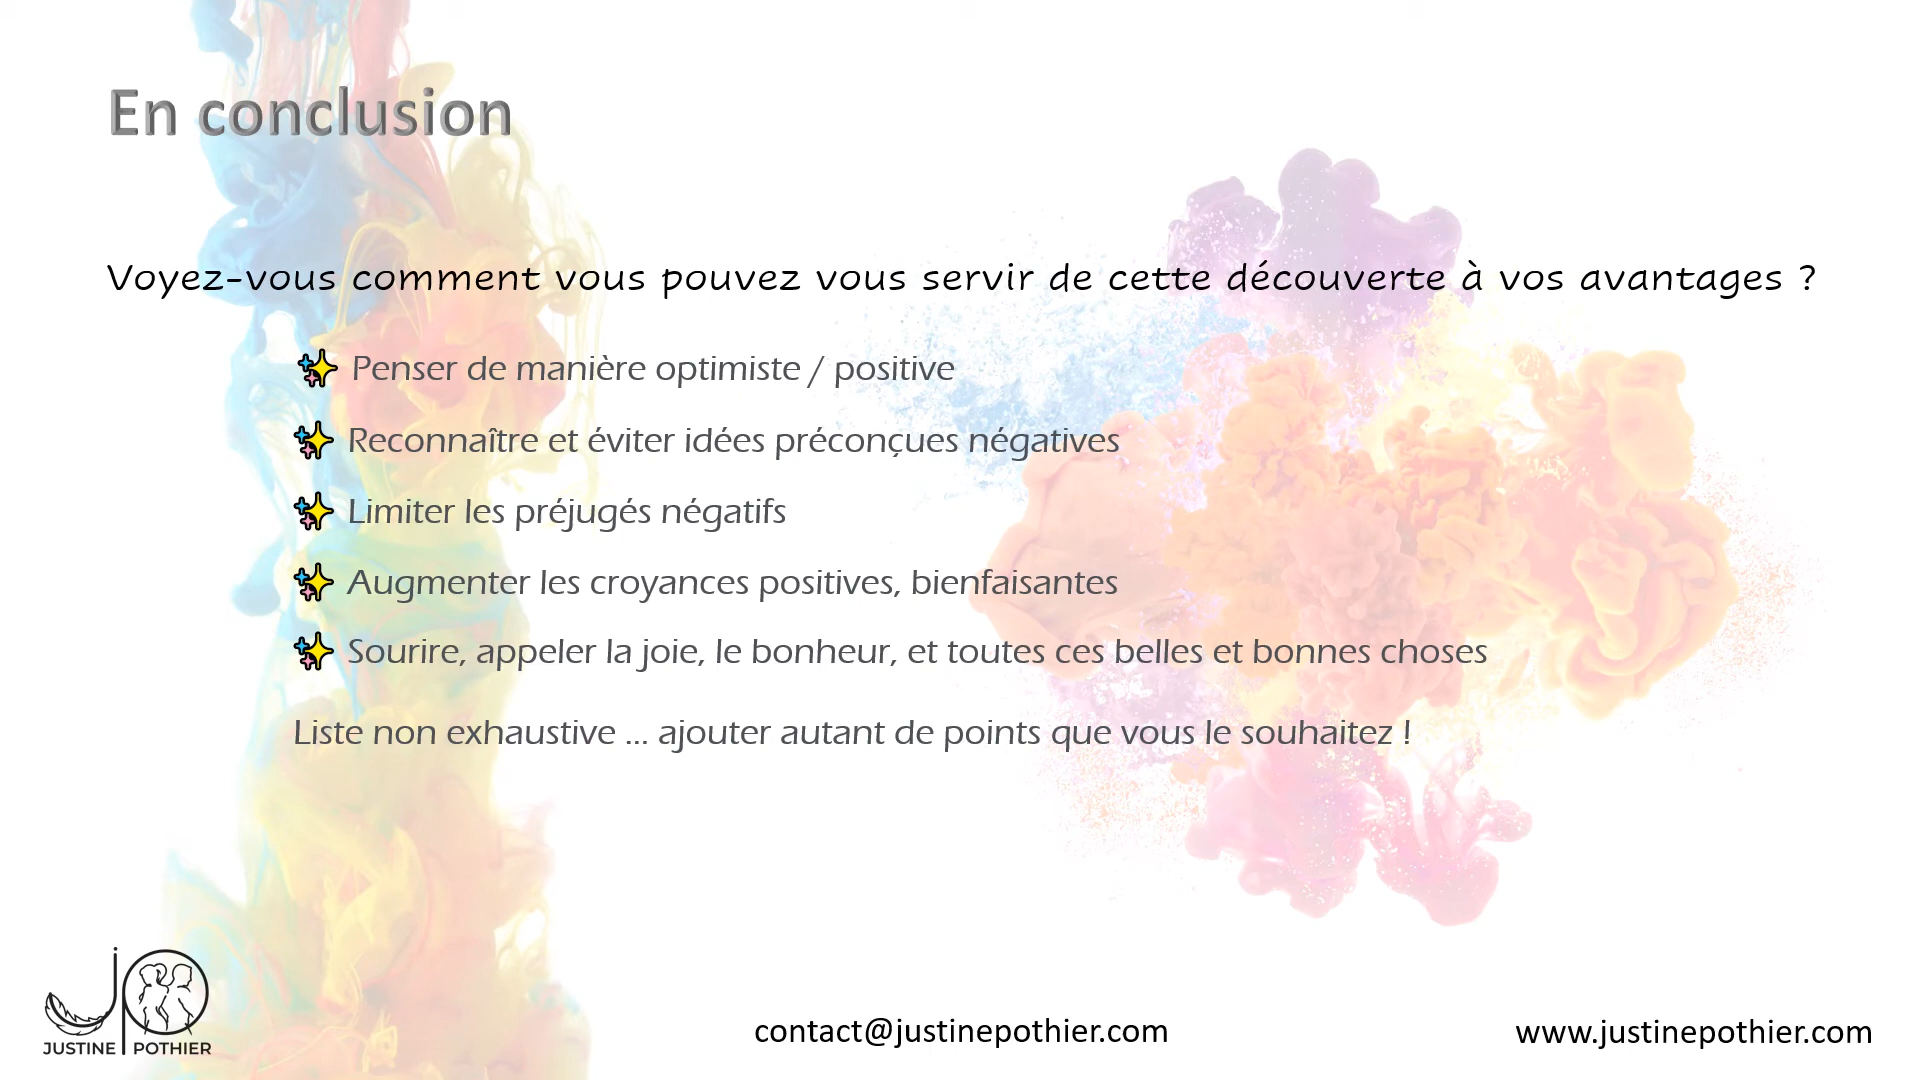 En conclusion
Voyez-vous comment vous pouvez vous servir de cette découverte à vos avantages ?
Penser de manière optimiste / positive
Reconnaître et éviter idées préconçues négatives
Limiter les préjugés négatifs
Augmenter les croyances positives, bienfaisantes
Sourire, appeler la joie, le bonheur, et toutes ces belles et bonnes choses
Liste non exhaustive ... ajouter autant de points que vous le souhaitez !
JP
JUSTINE POTHIER
contact@justinepothier.com
www.justinepothier.com